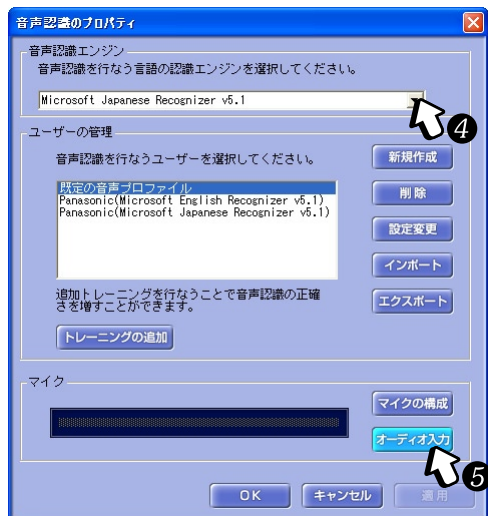 音声認識のプロパティ
音声認識エンジン
音声認識を行なう言語の認識エンジンを選択してください。
Microsoft Japanese Recognizer v5.1
4
ユーザーの管理
音声認識を行なうユーザーを選択してください。
新規作成
既定の音声プロファイル
Panasonic(Microsoft English Recognizer v5.1)
Panasonic(Microsoft Japanese Recognizer v5.1)
削除
設定変更
インポート
追加トレーニングを行なうことで音声認識の正確
さを増すことができます。
エクスポート
トレーニングの追加
マイク
マイクの構成
オーディオ入力
5
OK
キャンセル
適用